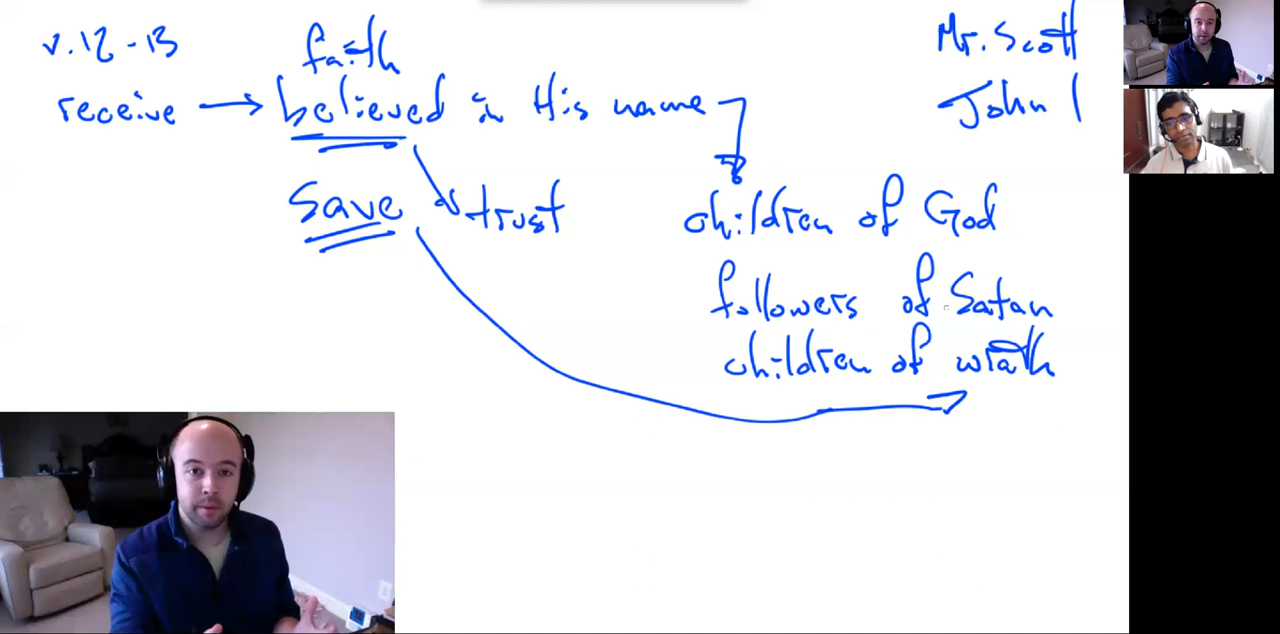 v.12-13
faith
receive → believed in His name
save
trust
children of God
followers of Satan
children of wrath
Mr. Scott
John 1